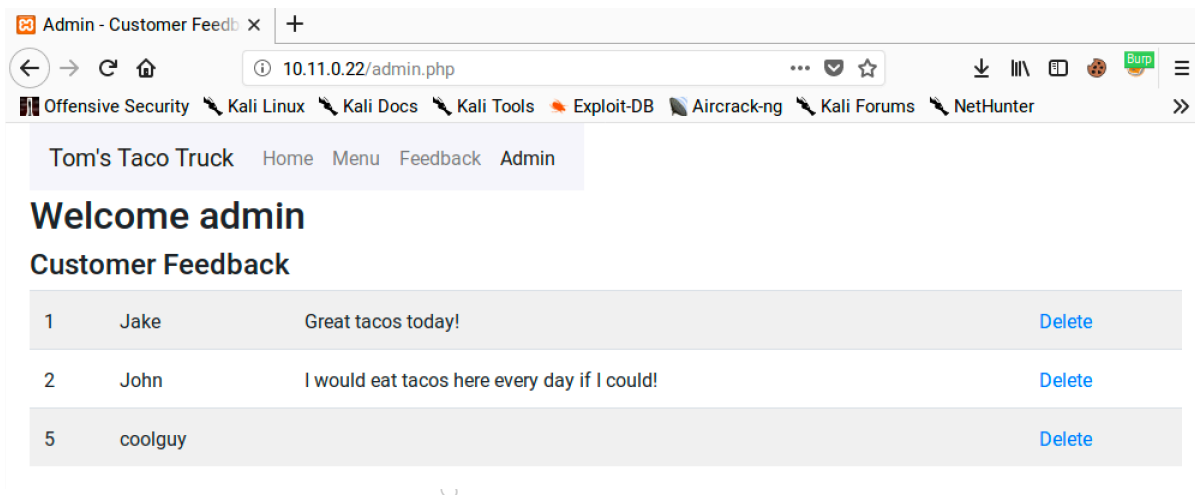 Admin - Customer Feedb
10.11.0.22/admin.php
Burp
Offensive Security Kali Linux Kali Docs Kali Tools Exploit-DB Aircrack-ng Kali Forums NetHunter
Tom's Taco Truck Home Menu Feedback Admin
Welcome admin
Customer Feedback
1 Jake Great tacos today! Delete
2 John I would eat tacos here every day if I could! Delete
5 coolguy Delete